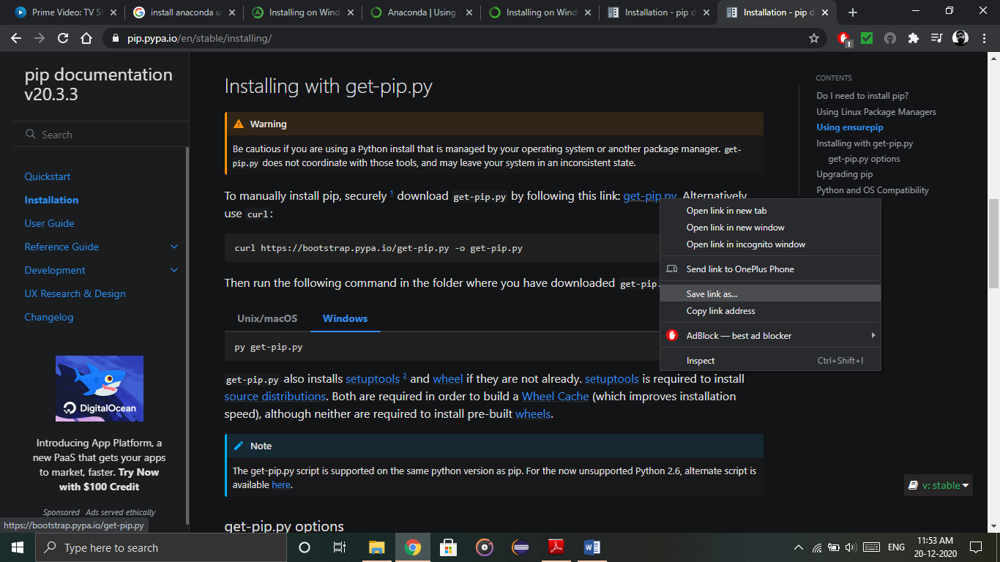 Prime Video: TV Sh
install anaconda u
Installing on Wind
Anaconda | Using
Installing on Wind
Installation - pip d
Installation - pip d
pip.pypa.io/en/stable/installing/
1
pip documentation
v20.3.3
Search
Quickstart
Installation
User Guide
Reference Guide
Development
UX Research & Design
Changelog
DigitalOcean
Introducing App Platform, a
new PaaS that gets your apps
to market, faster. Try Now
with $100 Credit
Sponsored Ads served ethically
https://bootstrap.pypa.io/get-pip.py
Installing with get-pip.py
Warning
Be cautious if you are using a Python install that is managed by your operating system or another package manager. get-
pip.py does not coordinate with those tools, and may leave your system in an inconsistent state.
To manually install pip, securely 1 download get-pip.py by following this link: get-pip.py. Alternatively,
use curl:
curl https://bootstrap.pypa.io/get-pip.py -o get-pip.py
Then run the following command in the folder where you have downloaded get-pip.
Unix/macOS
Windows
py get-pip.py
get-pip.py also installs setuptools 2 and wheel if they are not already. setuptools is required to install
source distributions. Both are required in order to build a Wheel Cache (which improves installation
speed), although neither are required to install pre-built wheels.
Note
The get-pip.py script is supported on the same python version as pip. For the now unsupported Python 2.6, alternate script is
available here.
get-pip.py options
Open link in new tab
Open link in new window
Open link in incognito window
Send link to OnePlus Phone
Save link as...
Copy link address
AdBlock — best ad blocker
Inspect Ctrl+Shift+I
CONTENTS
Do I need to install pip?
Using Linux Package Managers
Using ensurepip
Installing with get-pip.py
get-pip.py options
Upgrading pip
Python and OS Compatibility
v: stable
Type here to search
ENG
11:53 AM
20-12-2020